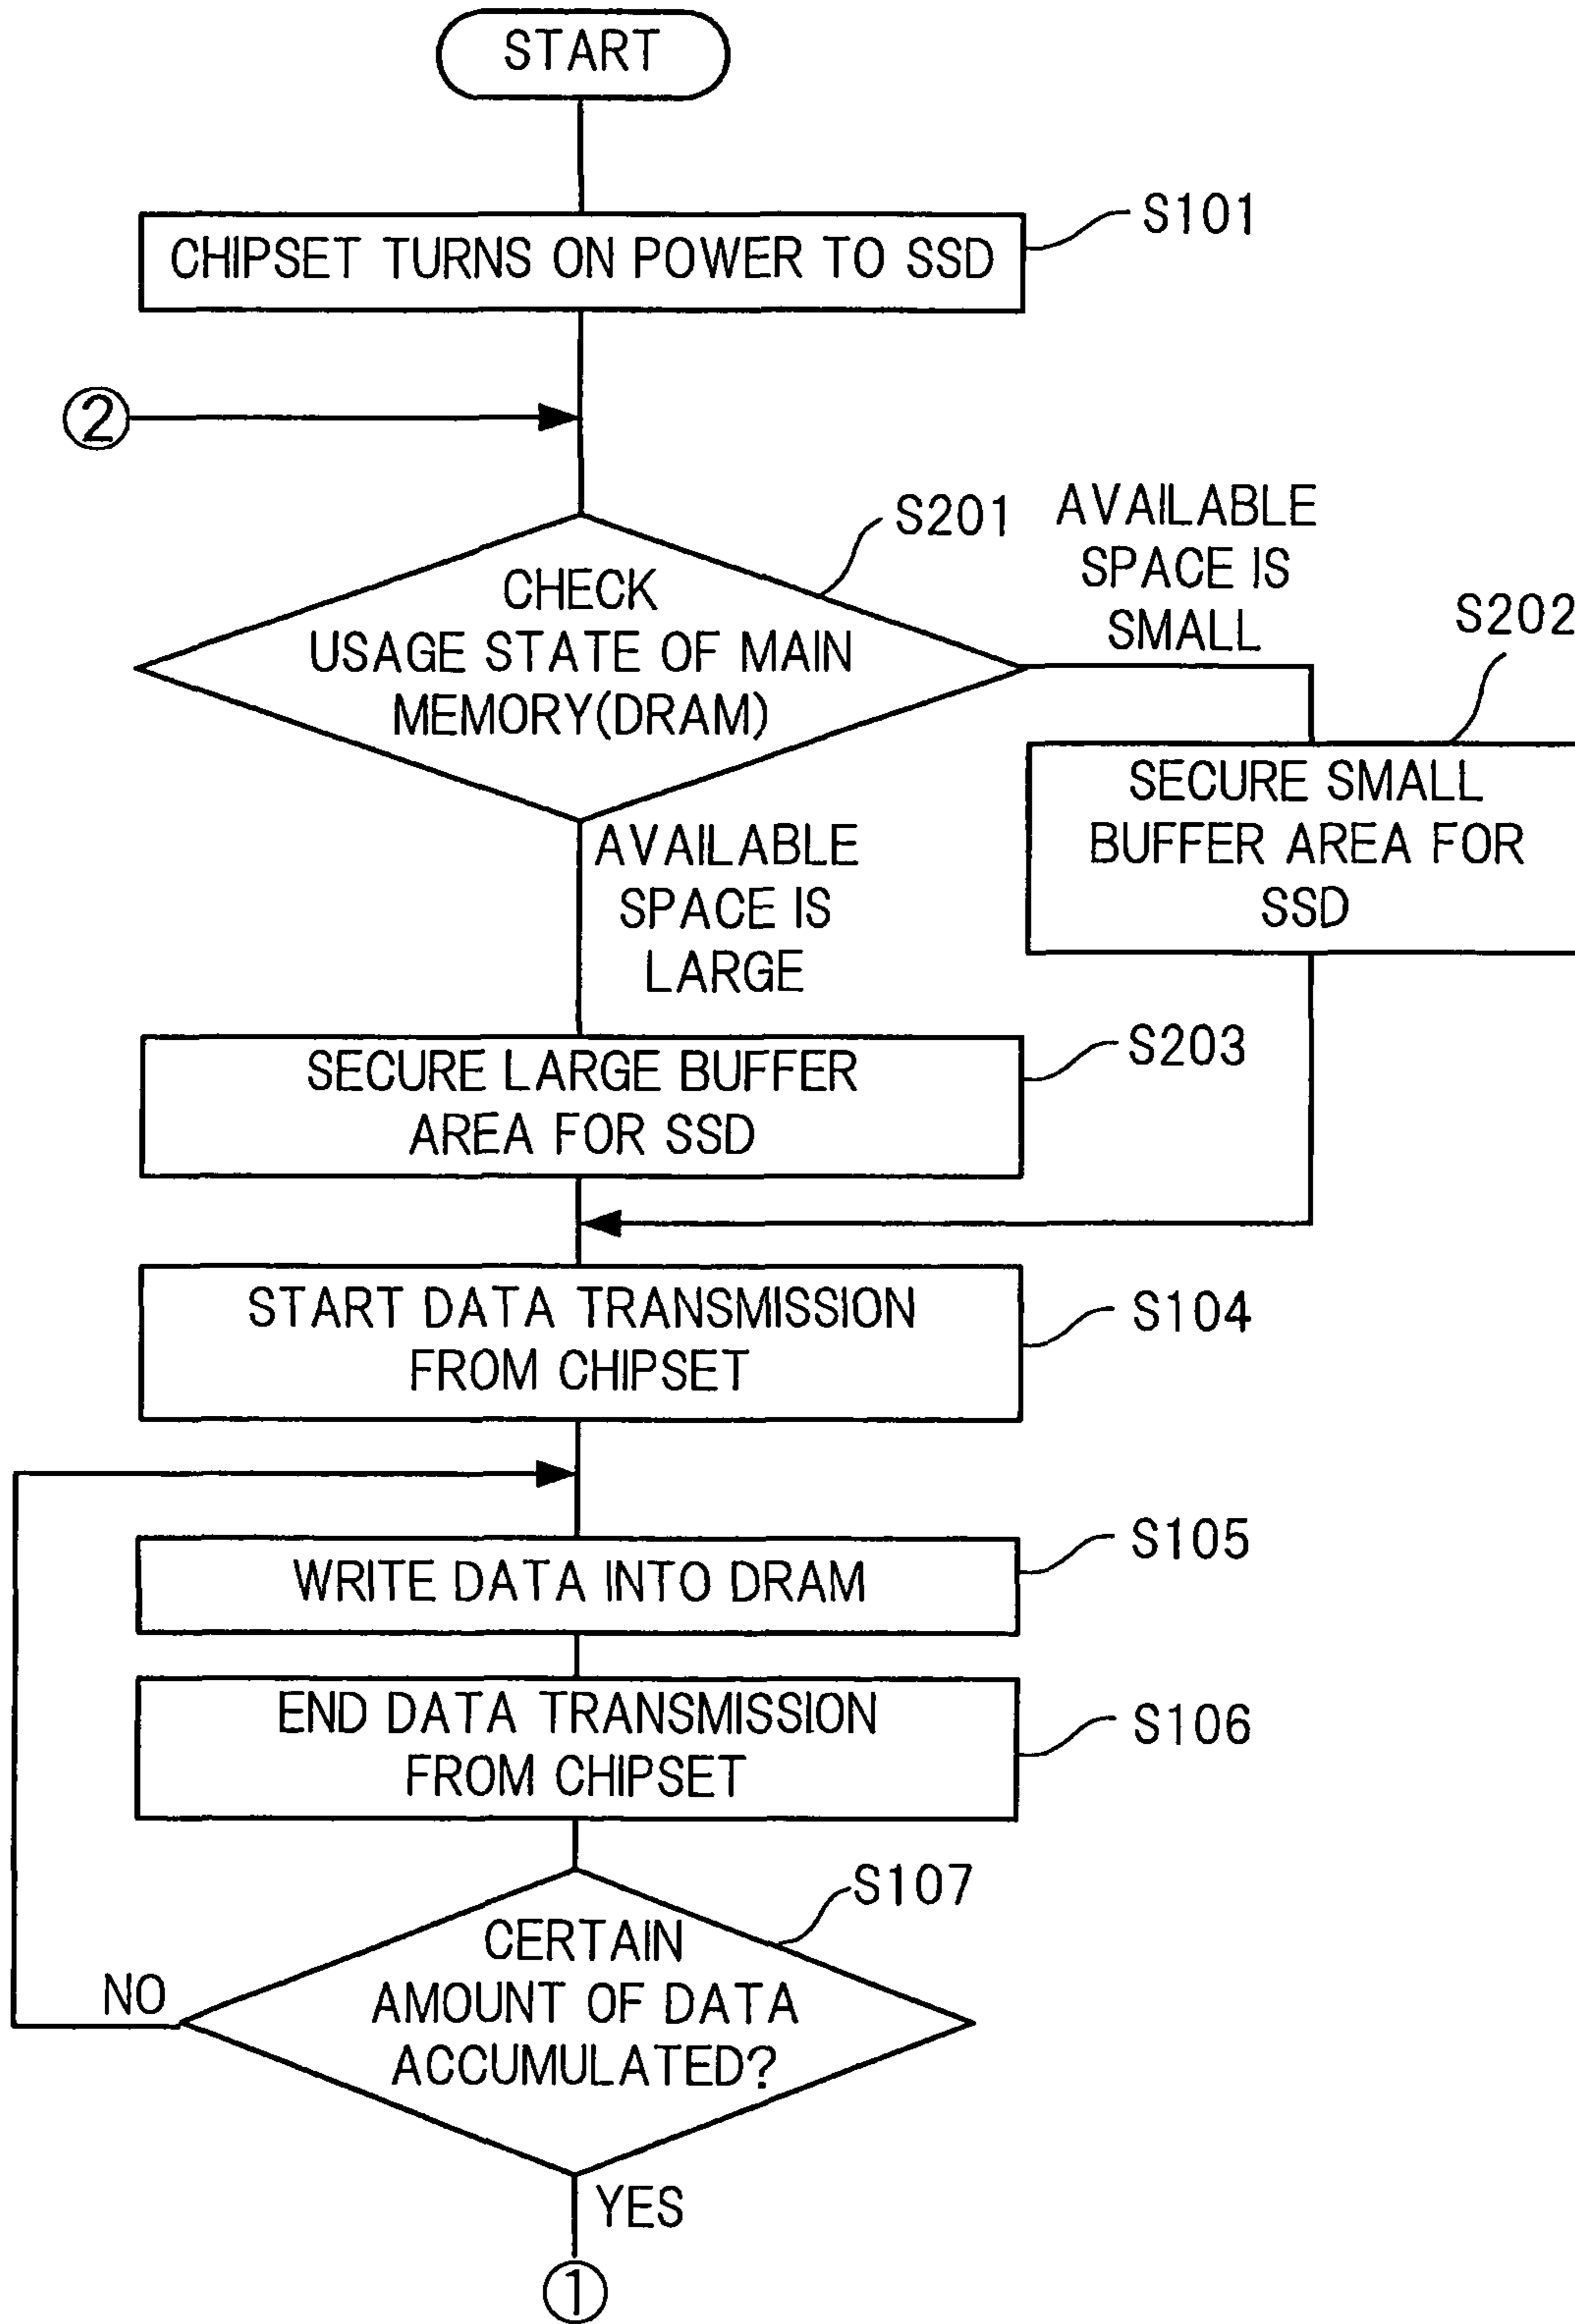 START
S101
CHIPSET TURNS ON POWER TO SSD
②
S201
CHECK
USAGE STATE OF MAIN
MEMORY(DRAM)
AVAILABLE
SPACE IS
SMALL
S202
SECURE SMALL
BUFFER AREA FOR
SSD
AVAILABLE
SPACE IS
LARGE
S203
SECURE LARGE BUFFER
AREA FOR SSD
START DATA TRANSMISSION
FROM CHIPSET
S104
S105
WRITE DATA INTO DRAM
END DATA TRANSMISSION
FROM CHIPSET
S106
S107
CERTAIN
AMOUNT OF DATA
ACCUMULATED?
NO
YES
①